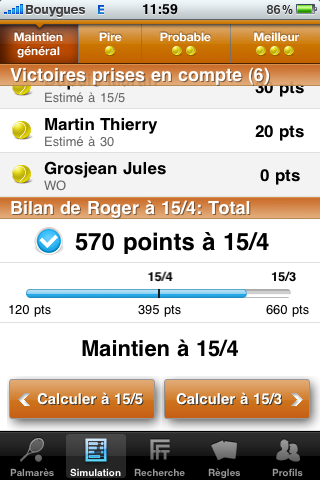 Bouygues E 11:59 86%
Maintien général Pire Probable Meilleur
Victoires prises en compte (6)
Estimé à 15/5 30 pts
Martin Thierry
Estimé à 30 20 pts
Grosjean Jules
WO 0 pts
Bilan de Roger à 15/4: Total
570 points à 15/4
15/4 15/3
120 pts 395 pts 660 pts
Maintien à 15/4
Calculer à 15/5 Calculer à 15/3
Palmarès Simulation Recherche Règles Profils